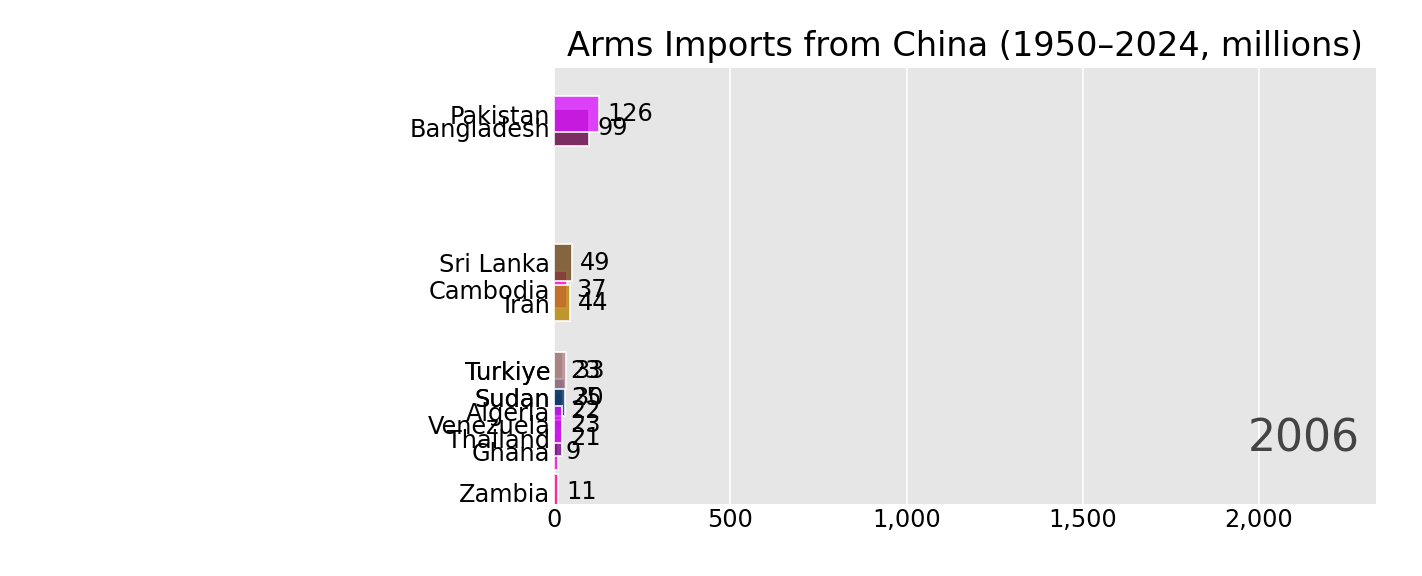 Arms Imports from China (1950–2024, millions)
Pakistan 126
Bangladesh 99
Sri Lanka 49
Cambodia 37
Iran 44
Turkiye 33
Sudan
Algeria 22
Venezuela 23
Thailand 21
Ghana 9
Zambia 11
2006
0 500 1,000 1,500 2,000